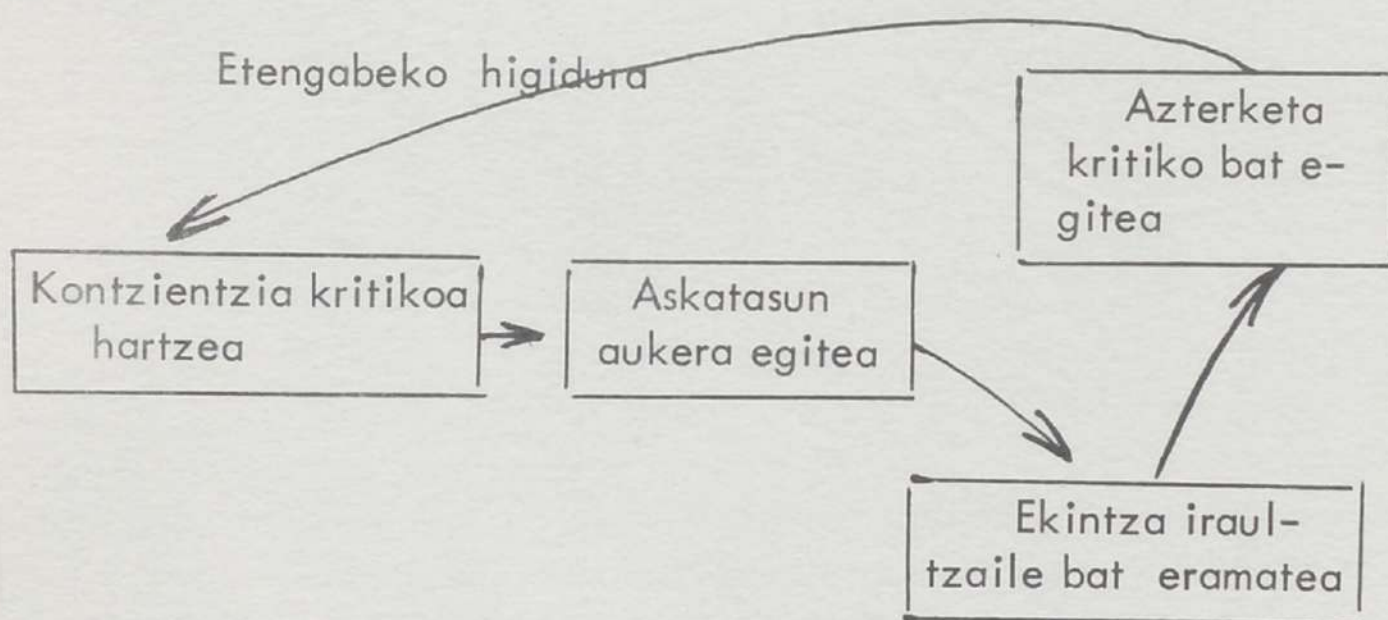 Etengabeko higidura
Azterketa
kritiko bat e-
gitea
Kontzientzia kritikoa
hartzea
Askatasun
aukera egitea
Ekintza iraul-
tzaile bat eramatea